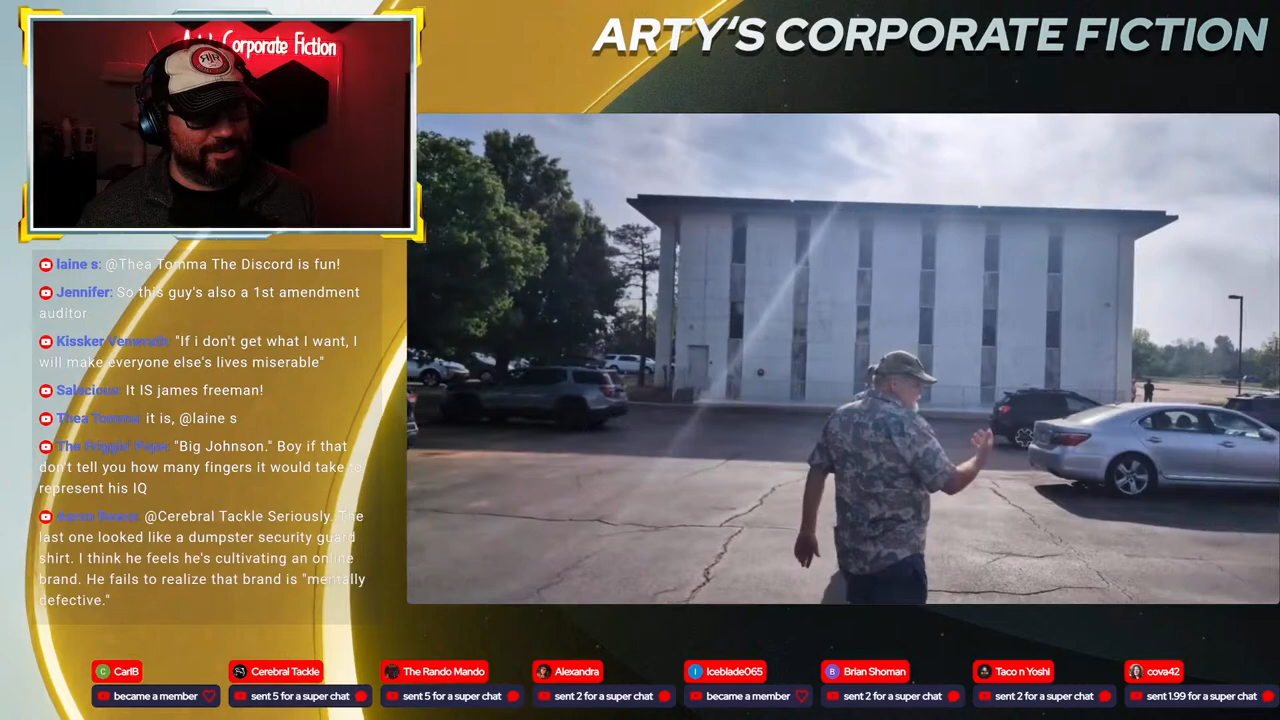 Arty's Corporate Fiction
ARTY'S CORPORATE FICTION
laine s: @Thea Tomma The Discord is fun!
Jennifer: So this guy's also a 1st amendment
auditor
Kissker Venwrath: "If i don't get what I want, I
will make everyone else's lives miserable"
Salacious: It IS james freeman!
Thea Tomma: it is, @laine s
The Friggin' Pope: "Big Johnson." Boy if that
don't tell you how many fingers it would take to
represent his IQ
@Cerebral Tackle Seriously. The
last one looked like a dumpster security guard
shirt. I think he feels he's cultivating an online
brand. He fails to realize that brand is "mentally
defective."
C CarlB
became a member
Cerebral Tackle
sent 5 for a super chat
The Rando Mando
sent 5 for a super chat
Alexandra
sent 2 for a super chat
I Iceblade065
became a member
B Brian Shoman
sent 2 for a super chat
Taco n Yoshi
sent 2 for a super chat
cova42
sent 1.99 for a super chat